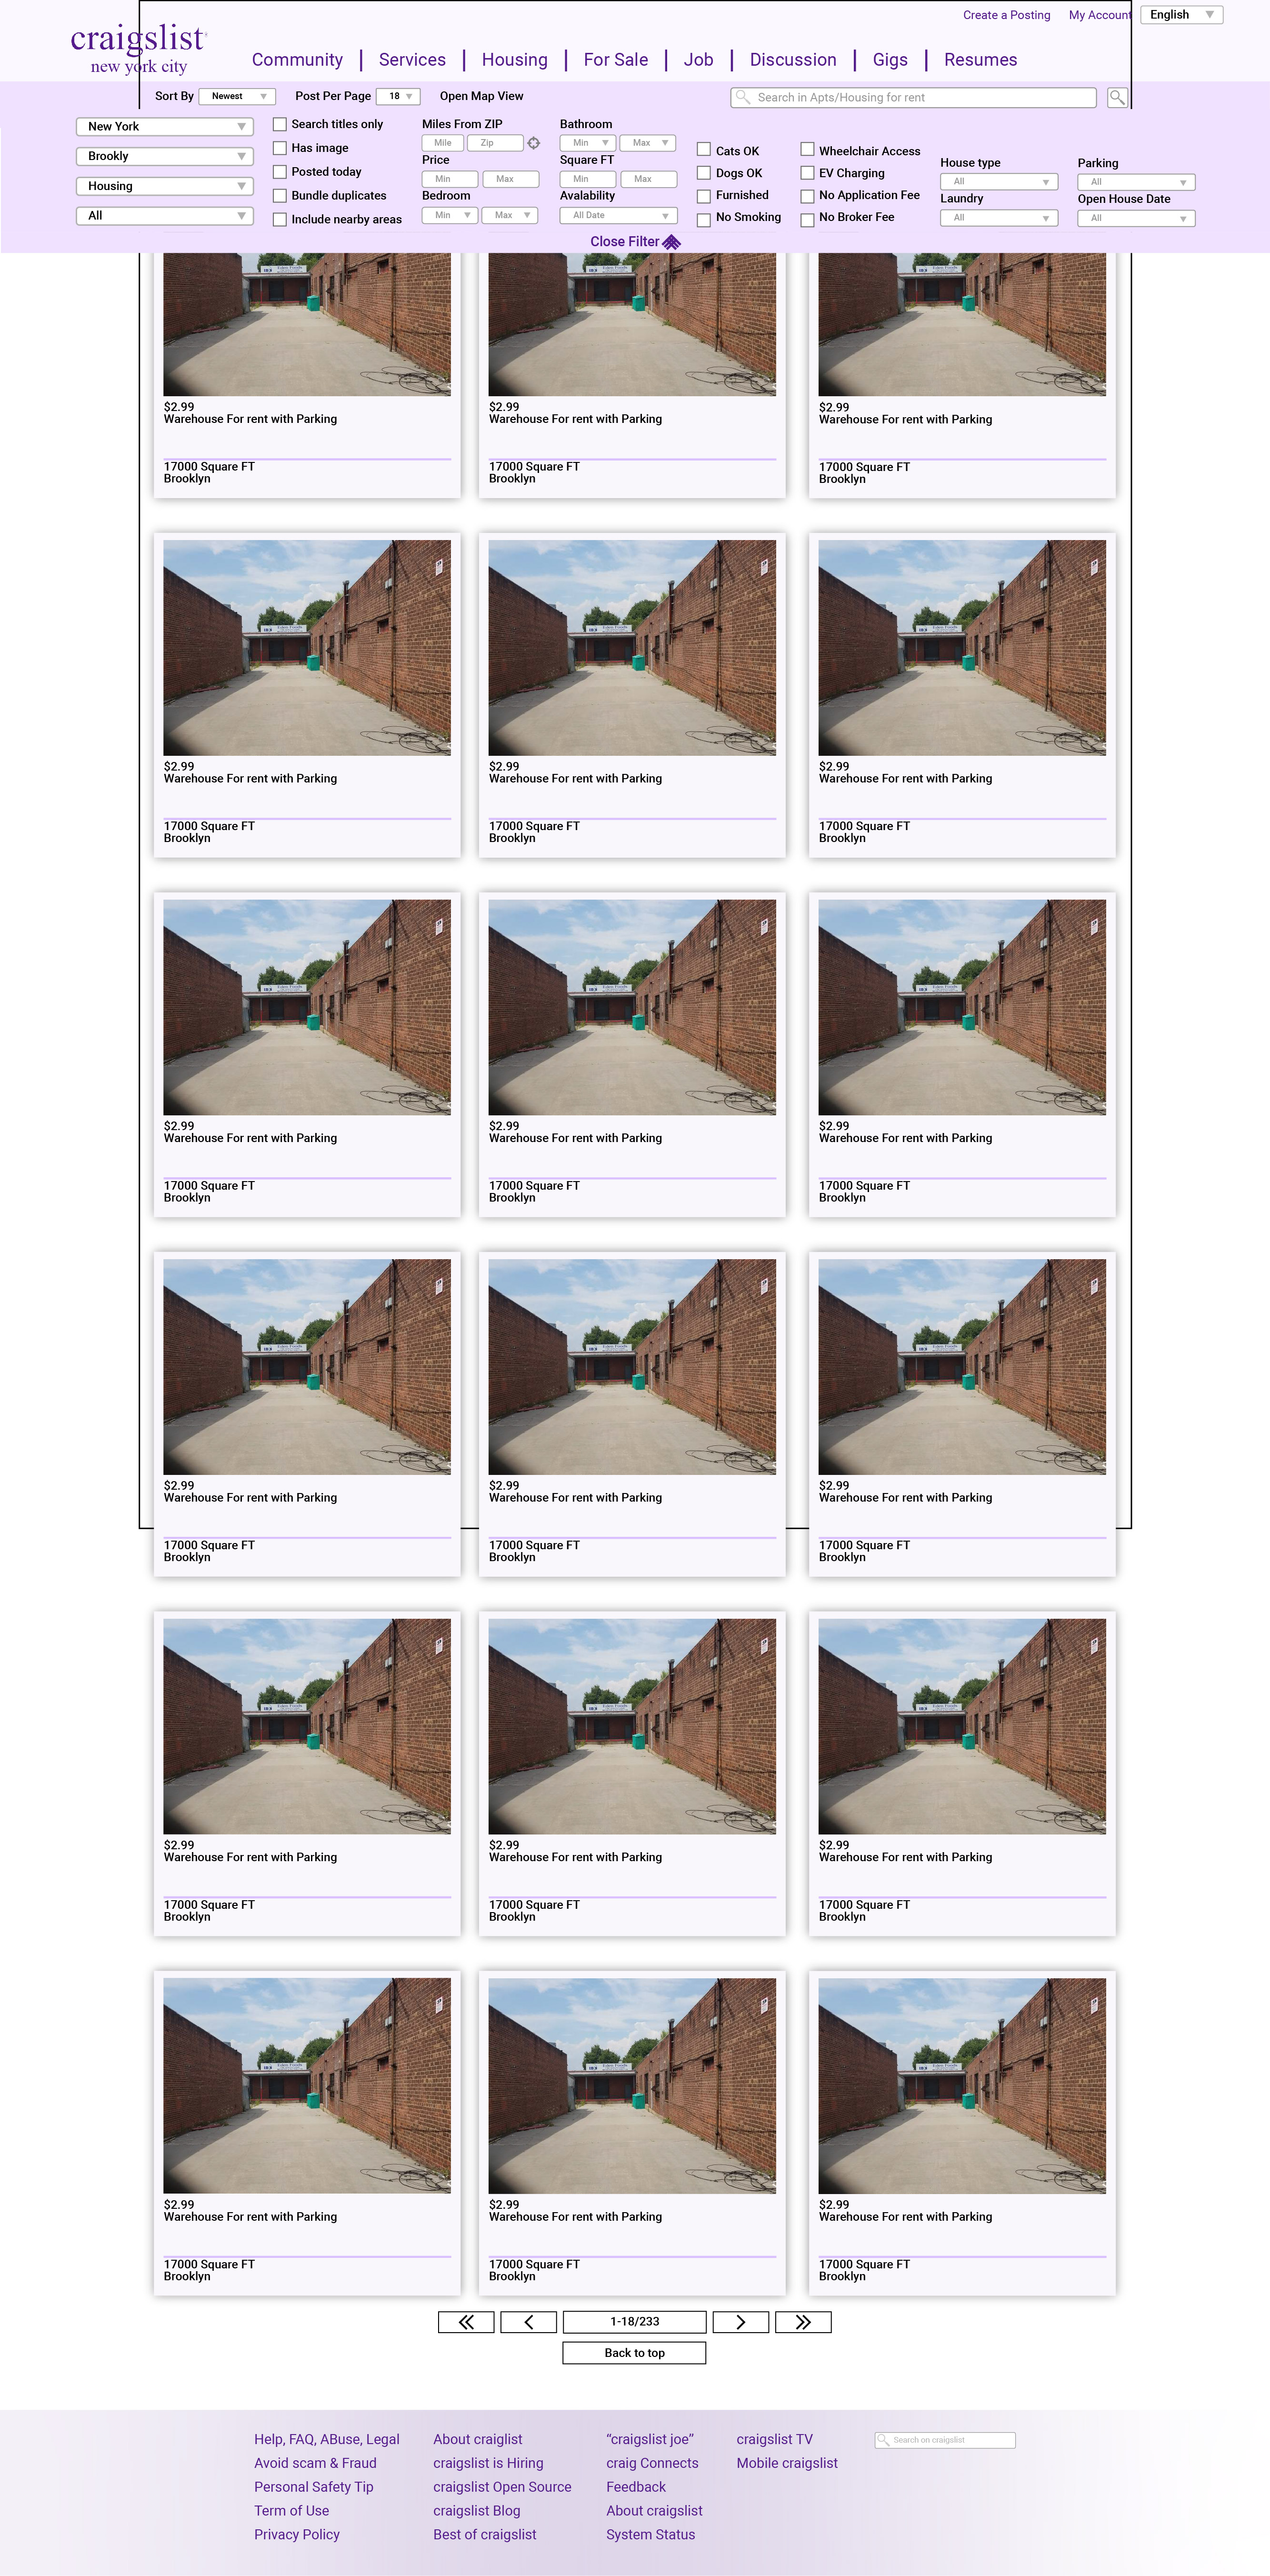 Create a Posting My Account English
craigslist
new york city
Community Services Housing For Sale Job Discussion Gigs Resumes
Sort By Newest Post Per Page 18 Open Map View Search in Apts/Housing for rent
New York
Brookly
Housing
All
Search titles only
Has image
Posted today
Bundle duplicates
Include nearby areas
Miles From ZIP
Mile Zip
Price
Min Max
Bedroom
Min Max
Bathroom
Min Max
Square FT
Min Max
Avalability
All Date
Cats OK
Dogs OK
Furnished
No Smoking
Wheelchair Access
EV Charging
No Application Fee
No Broker Fee
House type
All
Laundry
All
Parking
All
Open House Date
All
Close Filter
$2.99 $2.99 $2.99
Warehouse For rent with Parking Warehouse For rent with Parking Warehouse For rent with Parking
17000 Square FT 17000 Square FT 17000 Square FT
Brooklyn Brooklyn Brooklyn
$2.99 $2.99 $2.99
Warehouse For rent with Parking Warehouse For rent with Parking Warehouse For rent with Parking
17000 Square FT 17000 Square FT 17000 Square FT
Brooklyn Brooklyn Brooklyn
$2.99 $2.99 $2.99
Warehouse For rent with Parking Warehouse For rent with Parking Warehouse For rent with Parking
17000 Square FT 17000 Square FT 17000 Square FT
Brooklyn Brooklyn Brooklyn
$2.99 $2.99 $2.99
Warehouse For rent with Parking Warehouse For rent with Parking Warehouse For rent with Parking
17000 Square FT 17000 Square FT 17000 Square FT
Brooklyn Brooklyn Brooklyn
$2.99 $2.99 $2.99
Warehouse For rent with Parking Warehouse For rent with Parking Warehouse For rent with Parking
17000 Square FT 17000 Square FT 17000 Square FT
Brooklyn Brooklyn Brooklyn
$2.99 $2.99 $2.99
Warehouse For rent with Parking Warehouse For rent with Parking Warehouse For rent with Parking
17000 Square FT 17000 Square FT 17000 Square FT
Brooklyn Brooklyn Brooklyn
1-18/233
Back to top
Help, FAQ, ABuse, Legal
Avoid scam & Fraud
Personal Safety Tip
Term of Use
Privacy Policy
About craiglist
craigslist is Hiring
craigslist Open Source
craigslist Blog
Best of craigslist
“craigslist joe”
craig Connects
Feedback
About craigslist
System Status
craigslist TV
Mobile craigslist
Search on craigslist